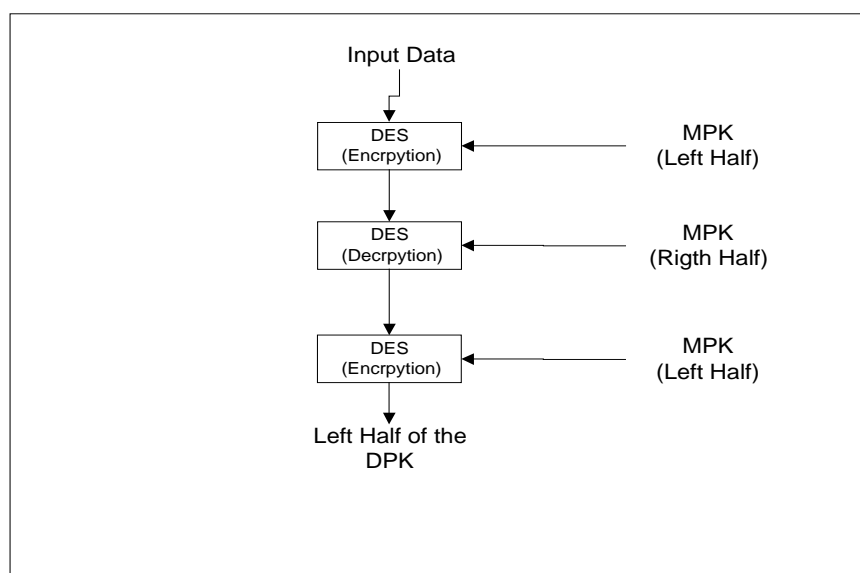 Input Data
DES
(Encrpytion)
MPK
(Left Half)
DES
(Decrpytion)
MPK
(Rigth Half)
DES
(Encrpytion)
MPK
(Left Half)
Left Half of the
DPK